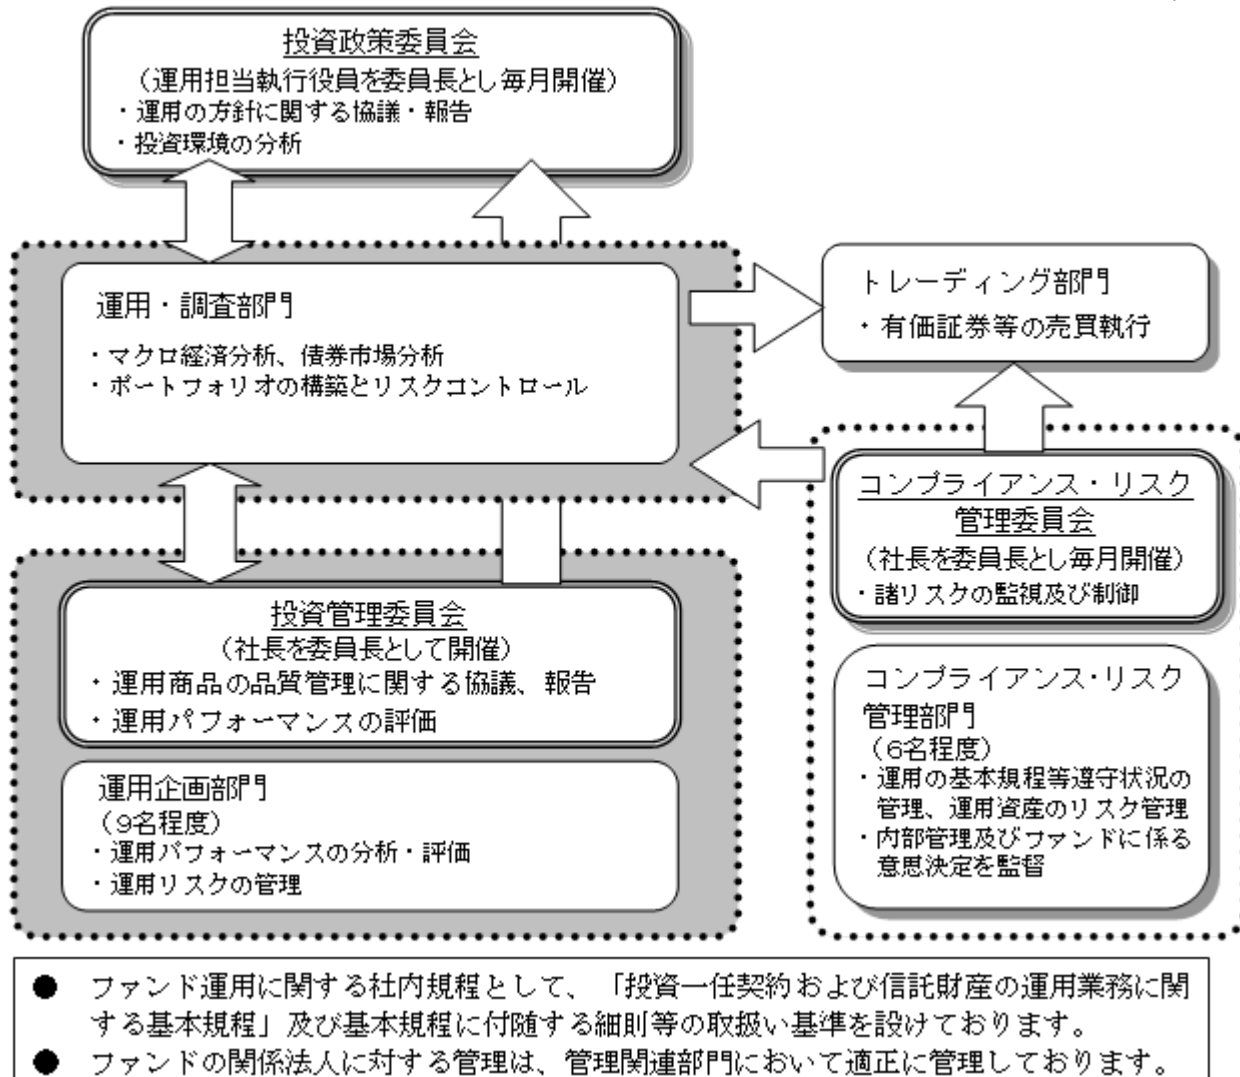 投資政策委員会
（運用担当執行役員を委員長とし毎月開催）
・運用の方針に関する協議・報告
・投資環境の分析
運用・調査部門
・マクロ経済分析、債券市場分析
・ポートフォリオの構築とリスクコントロール
トレーディング部門
・有価証券等の売買執行
コンプライアンス・リスク
管理委員会
（社長を委員長とし毎月開催）
・諸リスクの監視及び制御
投資管理委員会
（社長を委員長として開催）
・運用商品の品質管理に関する協議、報告
・運用パフォーマンスの評価
運用企画部門
（9名程度）
・運用パフォーマンスの分析・評価
・運用リスクの管理
コンプライアンス・リスク
管理部門
（6名程度）
・運用の基本規程等遵守状況の
管理、運用資産のリスク管理
・内部管理及びファンドに係る
意思決定を監督
● ファンド運用に関する社内規程として、「投資一任契約および信託財産の運用業務に関
する基本規程」及び基本規程に付随する細則等の取扱い基準を設けております。
● ファンドの関係法人に対する管理は、管理関連部門において適正に管理しております。